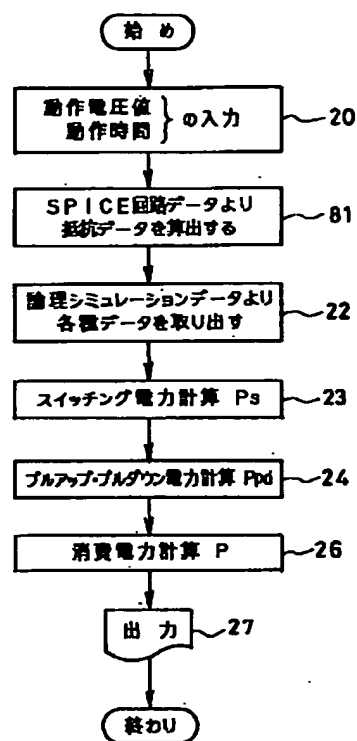 始め
動作電圧値
動作時間 } の入力
20
SPICE回路データより
抵抗データを算出する
81
論理シミュレーションデータより
各種データを取り出す
22
スイッチング電力計算 Ps
23
プルアップ・プルダウン電力計算 Ppd
24
消費電力計算 P
26
出力
27
終わり